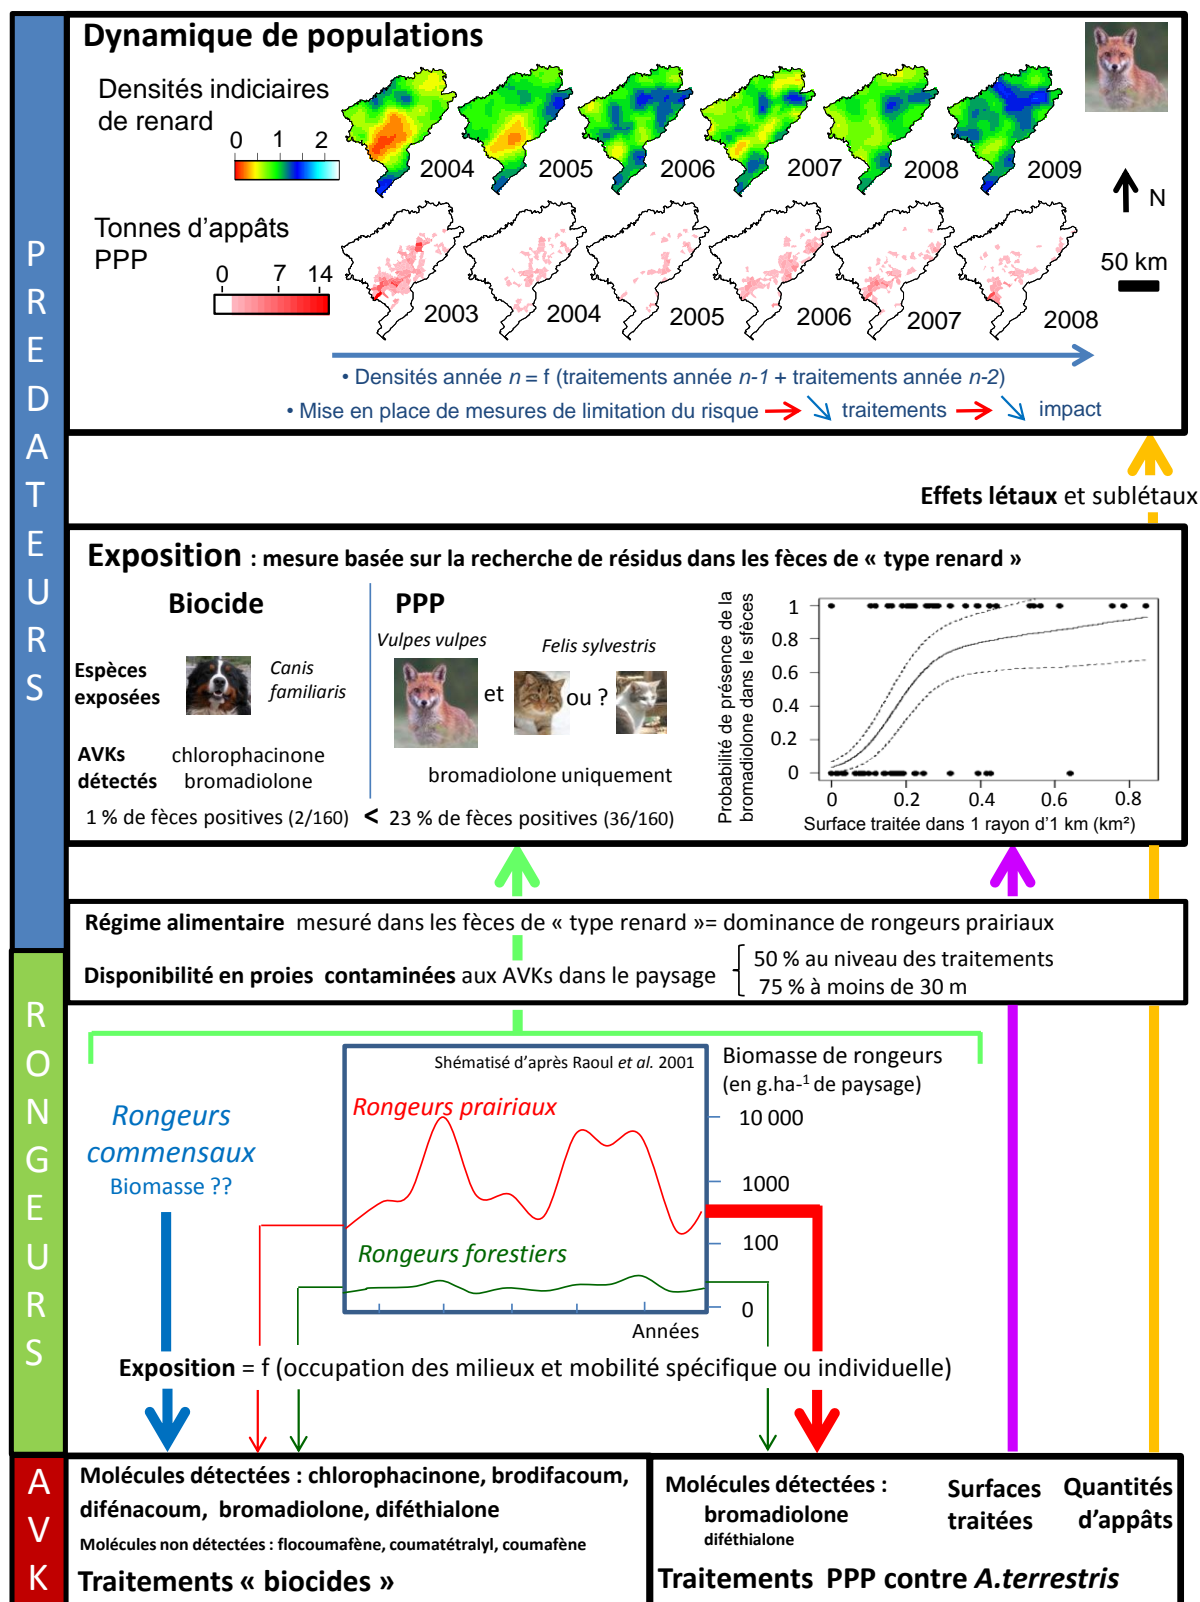 Dynamique de populations
Densités indiciaires
de renard
0 1 2
2004 2005 2006 2007 2008 2009
N
Tonnes d'appâts
PPP
0 7 14
50 km
2003 2004 2005 2006 2007 2008
• Densités année n = f (traitements année n-1 + traitements année n-2)
• Mise en place de mesures de limitation du risque → ↘ traitements → ↘ impact
PREDATEURS
Effets létaux et sublétaux
Exposition : mesure basée sur la recherche de résidus dans les fèces de « type renard »
Biocide
PPP
Vulpes vulpes
Felis sylvestris
Espèces
exposées
Canis
familiaris
et
ou ?
AVKs
détectés
chlorophacinone
bromadiolone
bromadiolone uniquement
1 % de fèces positives (2/160) < 23 % de fèces positives (36/160)
Probabilité de présence de la
bromadiolone dans le sfèces
1
0.8
0.6
0.4
0.2
0
0 0.2 0.4 0.6 0.8
Surface traitée dans 1 rayon d'1 km (km²)
Régime alimentaire mesuré dans les fèces de « type renard »= dominance de rongeurs prairiaux
Disponibilité en proies contaminées aux AVKs dans le paysage
50 % au niveau des traitements
75 % à moins de 30 m
RONGEURS
Shématisé d'après Raoul et al. 2001
Biomasse de rongeurs
(en g.ha-¹ de paysage)
Rongeurs prairiaux
10 000
1000
100
0
Rongeurs
commensaux
Biomasse ??
Rongeurs forestiers
Années
Exposition = f (occupation des milieux et mobilité spécifique ou individuelle)
AVK
Molécules détectées : chlorophacinone, brodifacoum,
difénacoum, bromadiolone, diféthialone
Molécules non détectées : flocoumafène, coumatétralyl, coumafène
Traitements « biocides »
Molécules détectées :
bromadiolone
diféthialone
Surfaces
traitées
Quantités
d'appâts
Traitements PPP contre A.terrestris